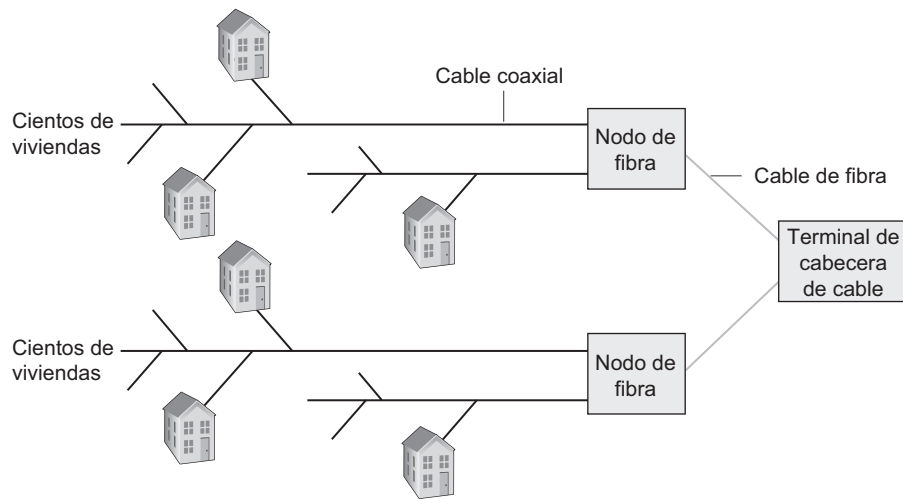 Cable coaxial
Cientos de
viviendas
Nodo de
fibra
Cable de fibra
Terminal de
cabecera
de cable
Cientos de
viviendas
Nodo de
fibra